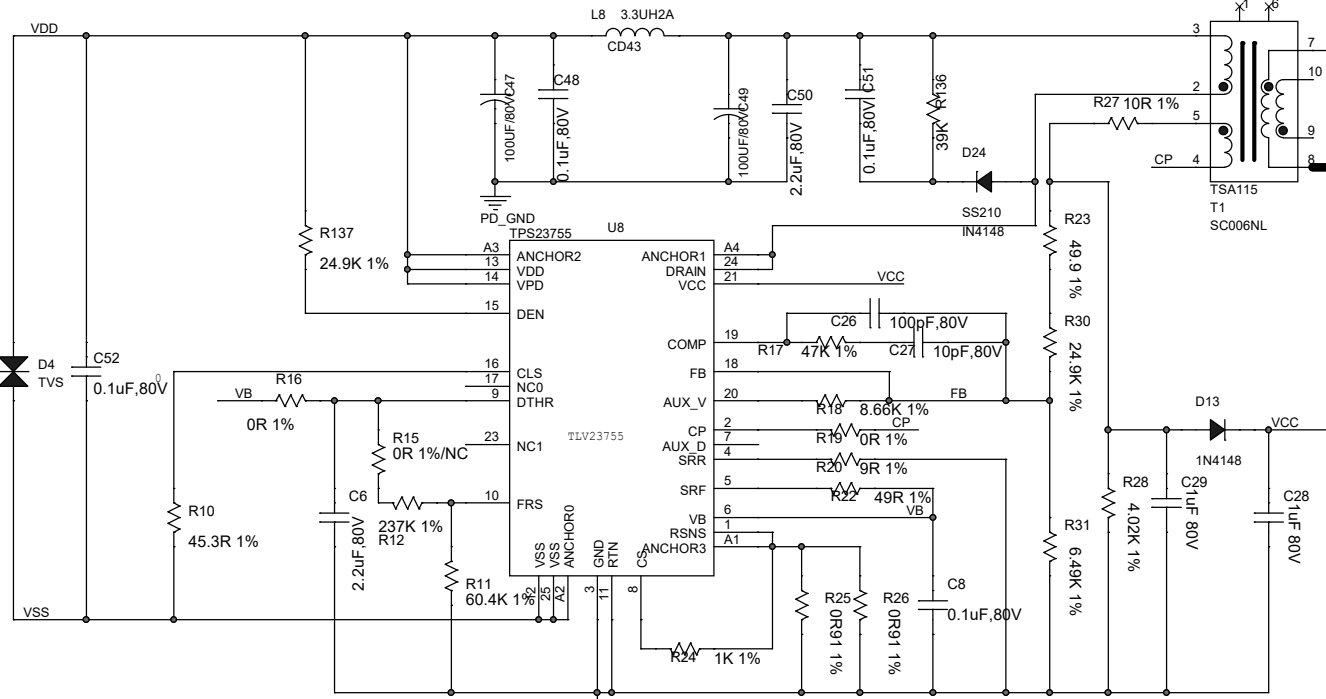 L8 3.3UH2A
CD43
VDD
100UF/80VC47
C48
0.1uF,80V
100UF/80VC49
C50
2.2uF,80V
C51
0.1uF,80V
R136
39K 1%
D24
SS210
IN4148
R27 10R 1%
1
6
3
2
5
4
CP
7
10
9
8
TSA115
T1
SC006NL
PD_GND
TPS23755
U8
R137
24.9K 1%
A3
13
14
15
16
17
9
23
10
ANCHOR2
VDD
VPD
DEN
CLS
NC0
DTHR
NC1
FRS
TLV23755
ANCHOR1
DRAIN
VCC
COMP
FB
AUX_V
CP
AUX_D
SRR
SRF
VB
RSNS
ANCHOR3
A4
24
21
19
18
20
2
7
4
5
6
1
A1
VSS
VSS
ANCHOR0
GND
RTN
CS
12
25
A2
3
11
8
VCC
C26
100pF,80V
R17
47K 1%
C27
10pF,80V
R18
8.66K 1%
FB
R19
0R 1%
CP
R20
9R 1%
R22
49R 1%
VB
R23
49.9 1%
R30
24.9K 1%
R31
6.49K 1%
D13
1N4148
VCC
R28
4.02K 1%
C29
1uF 80V
C28
1uF 80V
D4
TVS
C52
0.1uF,80V
0
VB
R16
0R 1%
R15
0R 1%/NC
237K 1%
R12
C6
2.2uF,80V
R10
45.3R 1%
R11
60.4K 1%
VSS
R24
1K 1%
R25
0R91 1%
R26
0R91 1%
C8
0.1uF,80V